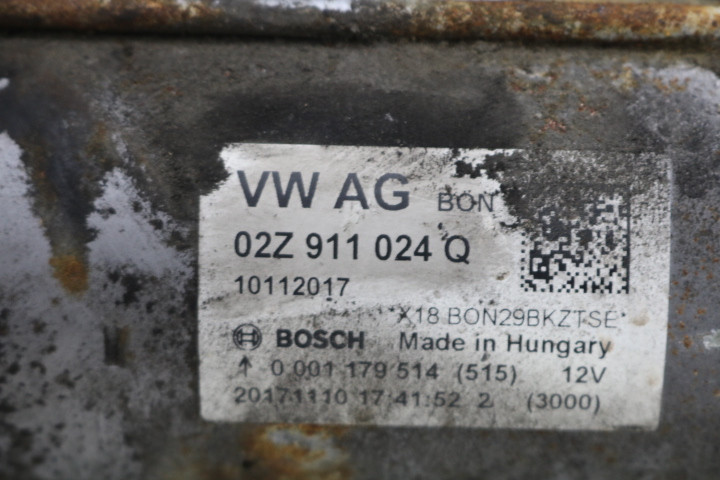 VW AG BON
02Z 911 024 Q
10112017
X18 BON29BKZTSE
BOSCH Made in Hungary
↑ 0 001 179 514 (515) 12V
20171110 17:41:52 2 (3000)